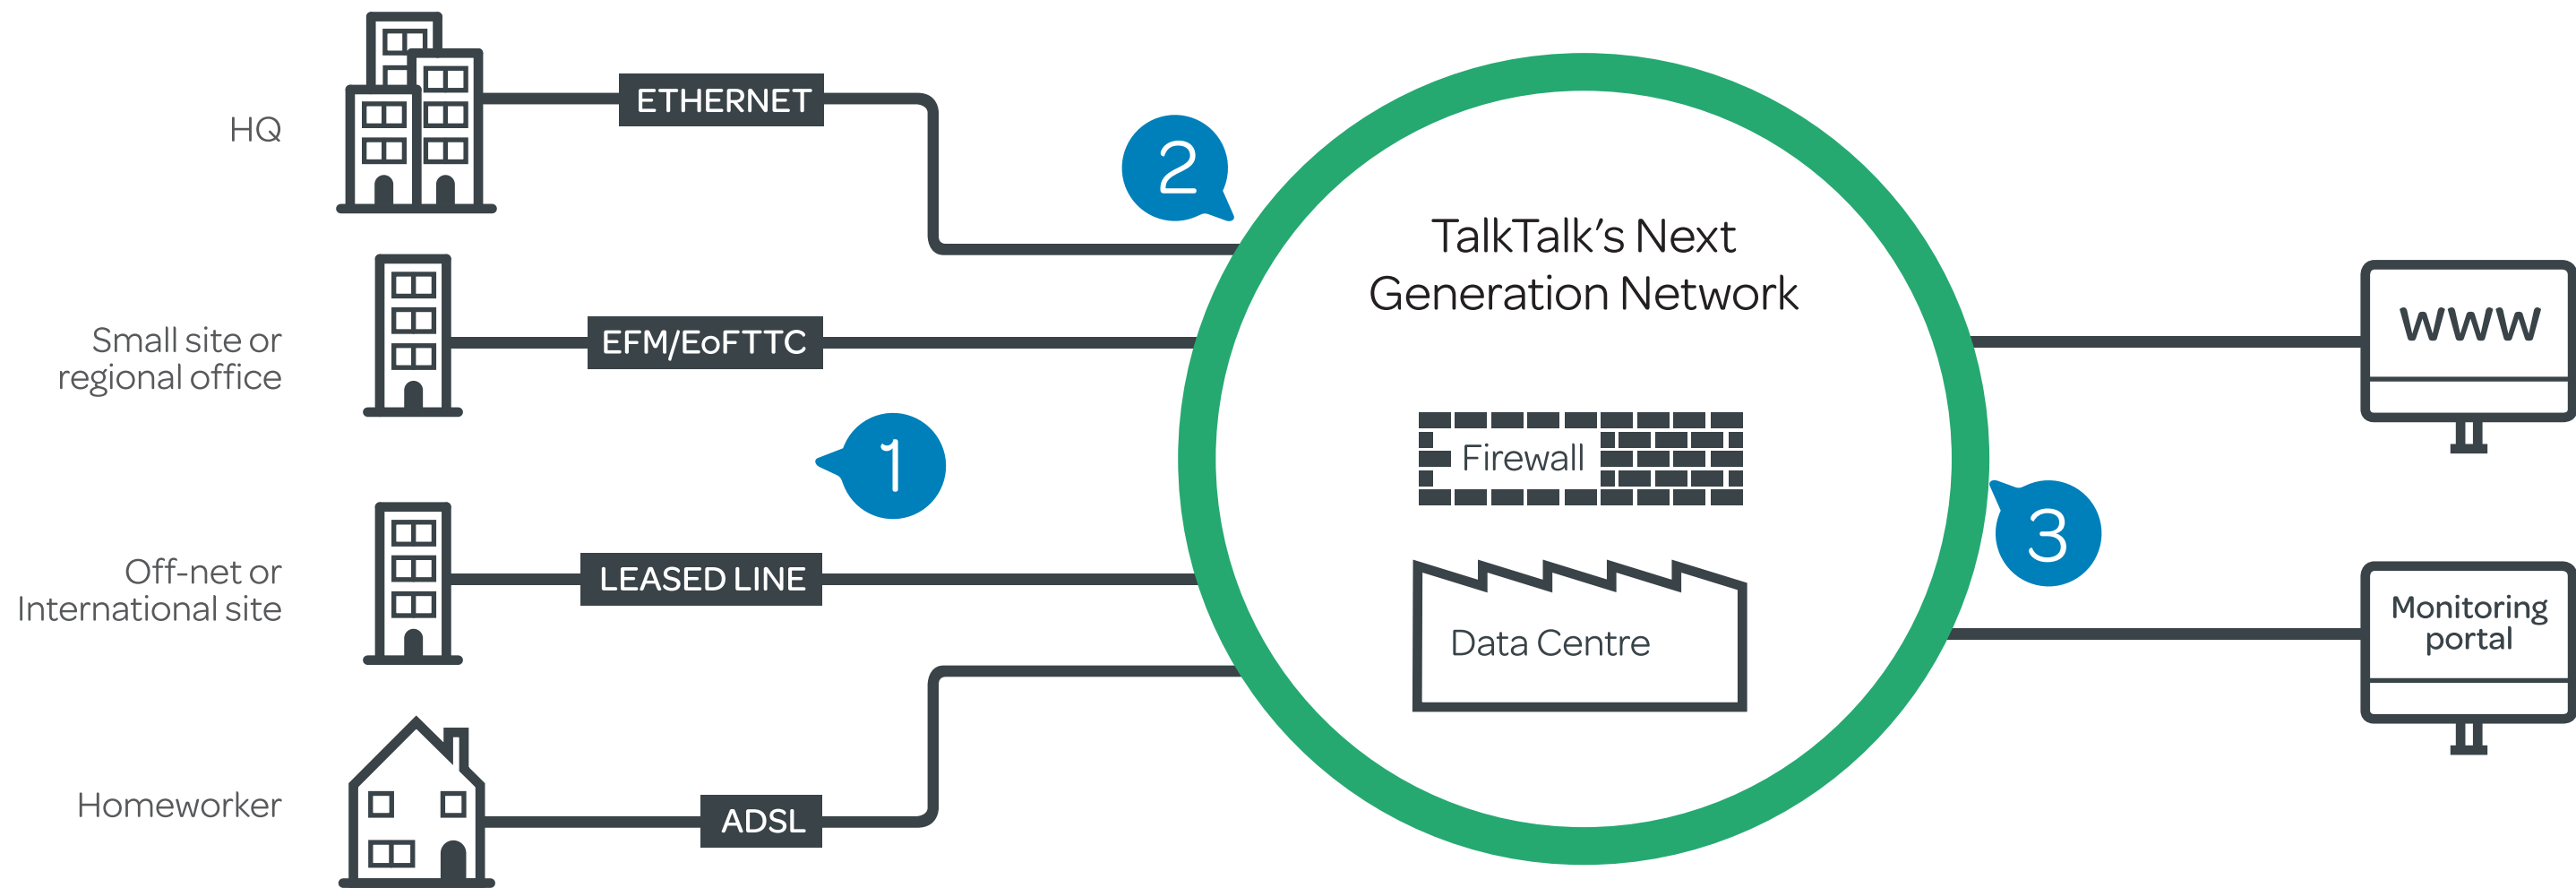 HQ
ETHERNET
2
TalkTalk’s Next
Generation Network
Small site or
regional office
EFM/EoFTTC
WWW
1
Firewall
3
Off-net or
International site
LEASED LINE
Data Centre
Monitoring
portal
Homeworker
ADSL